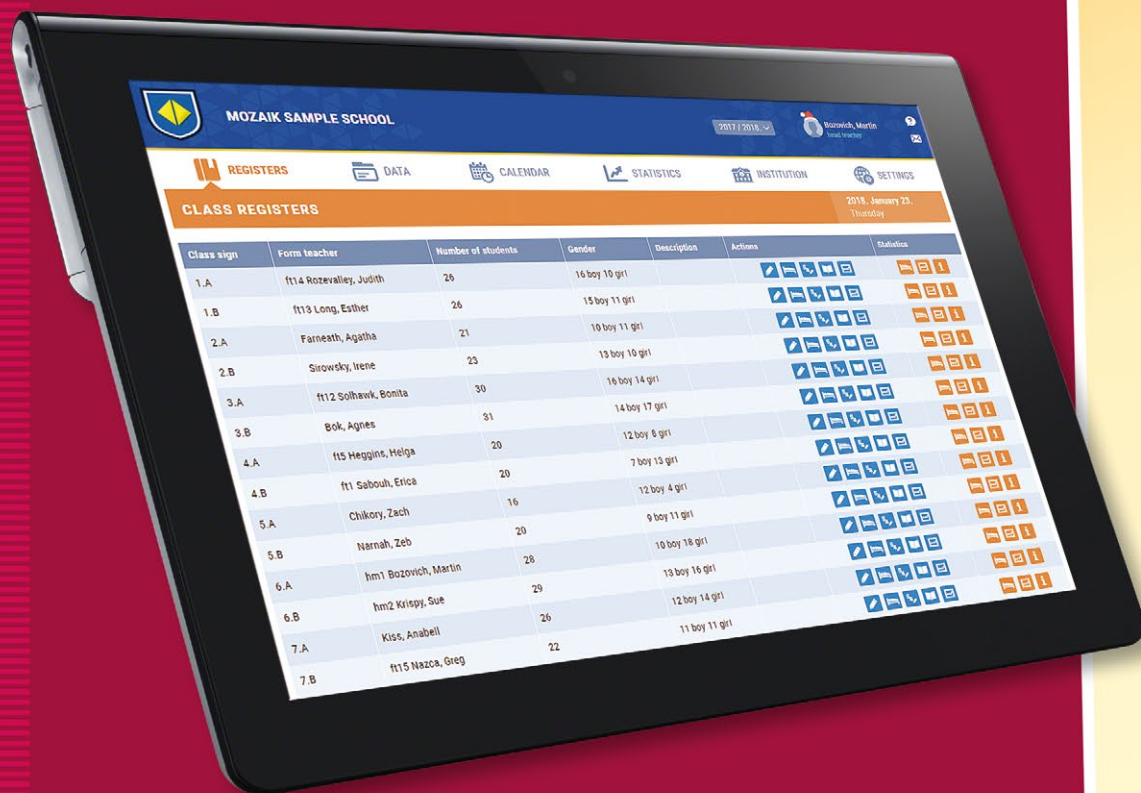 MOZAIK SAMPLE SCHOOL 2017 / 2018 Bozovich, Martin ?
head teacher
REGISTERS DATA CALENDAR STATISTICS INSTITUTION SETTINGS
CLASS REGISTERS 2018. January 23.
Thursday
Class sign Form teacher Number of students Gender Description Actions Statistics
1.A ft14 Rozevalley, Judith 26 16 boy 10 girl
1.B ft13 Long, Esther 26 15 boy 11 girl
2.A Farneath, Agatha 21 10 boy 11 girl
2.B Sirowsky, Irene 23 13 boy 10 girl
3.A ft12 Solhawk, Bonita 30 16 boy 14 girl
3.B Bok, Agnes 31 14 boy 17 girl
4.A ft5 Heggins, Helga 20 12 boy 8 girl
4.B ft1 Sabouh, Erica 20 7 boy 13 girl
5.A Chikory, Zach 16 12 boy 4 girl
5.B Narnah, Zeb 20 9 boy 11 girl
6.A hm1 Bozovich, Martin 28 10 boy 18 girl
6.B hm2 Krispy, Sue 29 13 boy 16 girl
7.A Kiss, Anabell 26 12 boy 14 girl
7.B ft15 Nazca, Greg 22 11 boy 11 girl